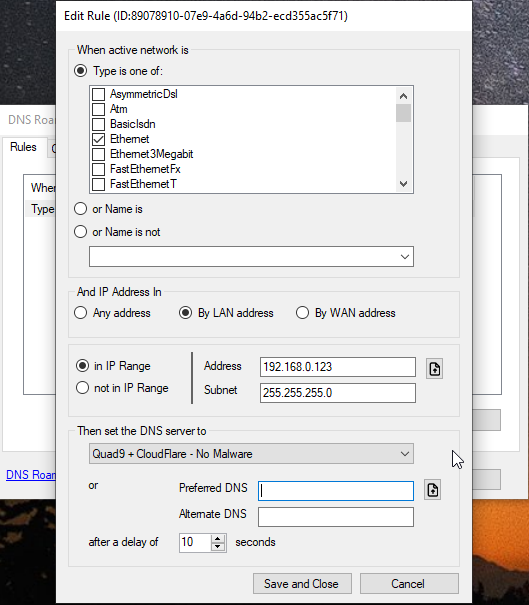 Edit Rule (ID:89078910-07e9-4a6d-94b2-ecd355ac5f71)
When active network is
Type is one of:
AsymmetricDsl
Atm
BasicIsdn
Ethernet
Ethernet3Megabit
FastEthernetFx
FastEthernetT
or Name is
or Name is not
And IP Address In
Any address By LAN address By WAN address
in IP Range
not in IP Range
Address 192.168.0.123
Subnet 255.255.255.0
Then set the DNS server to
Quad9 + CloudFlare - No Malware
or Preferred DNS
Alternate DNS
after a delay of 10 seconds
Save and Close Cancel
DNS Roar
Rules
Type
DNS Roar